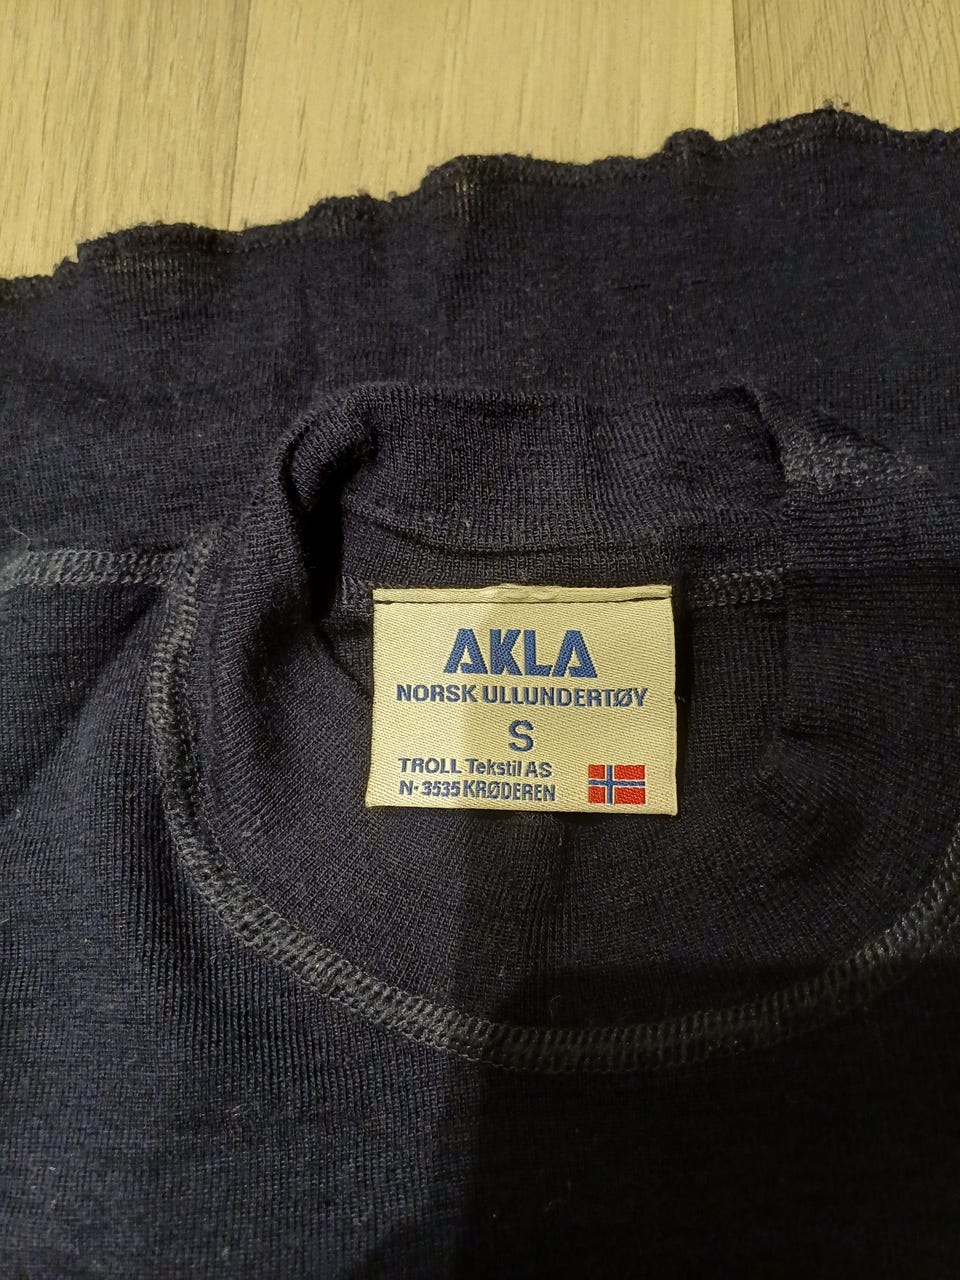 AKLA
NORSK ULLUNDERTØY
S
TROLL Tekstil AS
N-3535 KRØDEREN